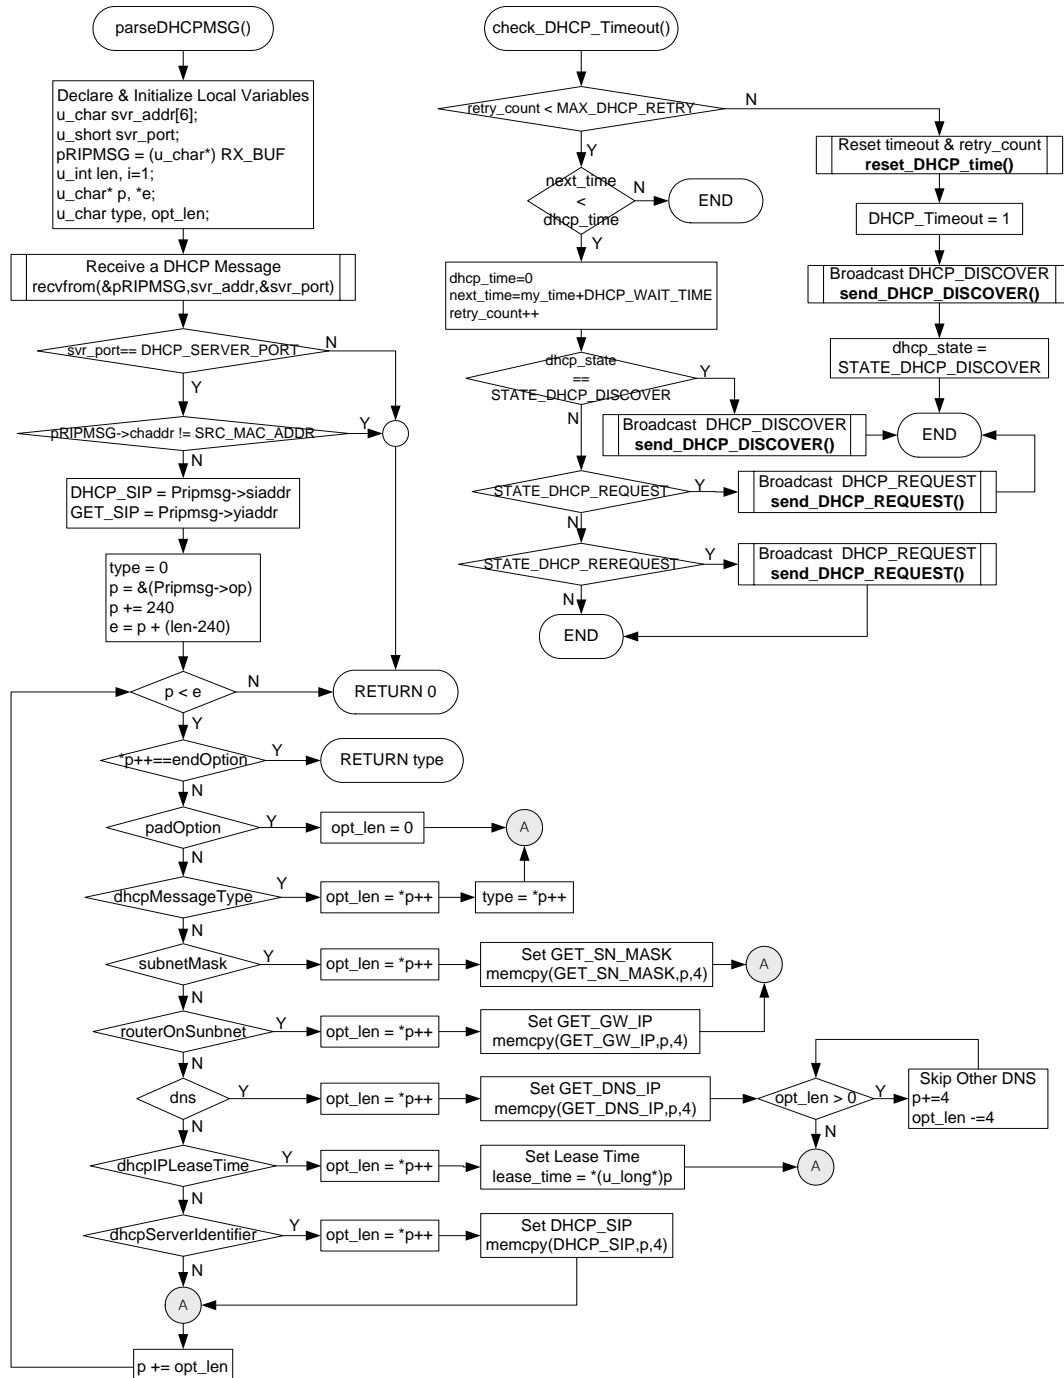 parseDHCPMSG()
Declare & Initialize Local Variables
u_char svr_addr[6];
u_short svr_port;
pRIPMSG = (u_char*) RX_BUF
u_int len, i=1;
u_char* p, *e;
u_char type, opt_len;
Receive a DHCP Message
recvfrom(&pRIPMSG,svr_addr,&svr_port)
svr_port== DHCP_SERVER_PORT
N
Y
pRIPMSG->chaddr != SRC_MAC_ADDR
Y
N
DHCP_SIP = Pripmsg->siaddr
GET_SIP = Pripmsg->yiaddr
type = 0
p = &(Pripmsg->op)
p += 240
e = p + (len-240)
p < e
N
RETURN 0
Y
*p++==endOption
Y
RETURN type
N
padOption
Y
opt_len = 0
A
N
dhcpMessageType
Y
opt_len = *p++
type = *p++
N
subnetMask
Y
opt_len = *p++
Set GET_SN_MASK
memcpy(GET_SN_MASK,p,4)
A
N
routerOnSunbnet
Y
opt_len = *p++
Set GET_GW_IP
memcpy(GET_GW_IP,p,4)
N
dns
Y
opt_len = *p++
Set GET_DNS_IP
memcpy(GET_DNS_IP,p,4)
opt_len > 0
Y
Skip Other DNS
p+=4
opt_len -=4
N
N
dhcpIPLeaseTime
Y
opt_len = *p++
Set Lease Time
lease_time = *(u_long*)p
A
N
dhcpServerIdentifier
Y
opt_len = *p++
Set DHCP_SIP
memcpy(DHCP_SIP,p,4)
N
A
p += opt_len
check_DHCP_Timeout()
retry_count < MAX_DHCP_RETRY
N
Y
Reset timeout & retry_count
reset_DHCP_time()
DHCP_Timeout = 1
Broadcast DHCP_DISCOVER
send_DHCP_DISCOVER()
dhcp_state =
STATE_DHCP_DISCOVER
END
next_time
<
dhcp_time
N
END
Y
dhcp_time=0
next_time=my_time+DHCP_WAIT_TIME
retry_count++
dhcp_state
==
STATE_DHCP_DISCOVER
Y
Broadcast  DHCP_DISCOVER
send_DHCP_DISCOVER()
N
STATE_DHCP_REQUEST
Y
Broadcast  DHCP_REQUEST
send_DHCP_REQUEST()
N
STATE_DHCP_REREQUEST
Y
Broadcast  DHCP_REQUEST
send_DHCP_REQUEST()
N
END